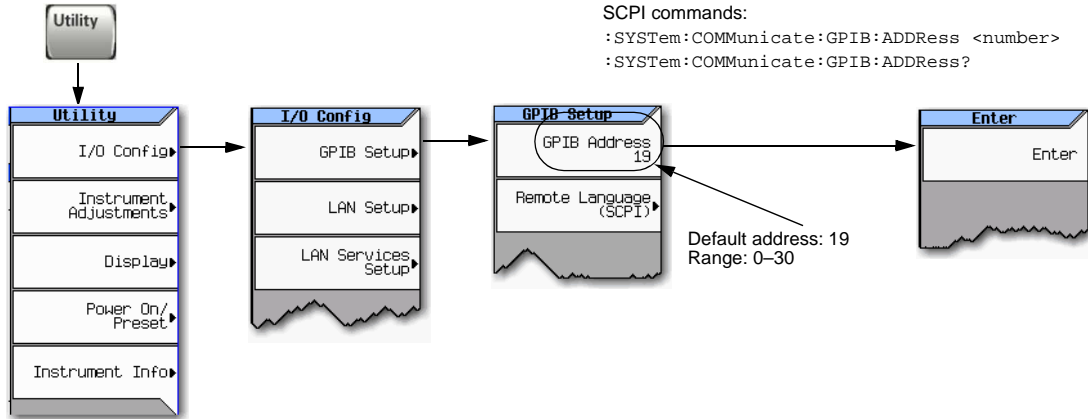 Utility
SCPI commands:
:SYSTem:COMMunicate:GPIB:ADDRess <number>
:SYSTem:COMMunicate:GPIB:ADDRess?
Utility
I/O Config
Instrument
Adjustments
Display
Power On/
Preset
Instrument Info
I/O Config
GPIB Setup
LAN Setup
LAN Services
Setup
GPIB Setup
GPIB Address
19
Remote Language
(SCPI)
Default address: 19
Range: 0–30
Enter
Enter